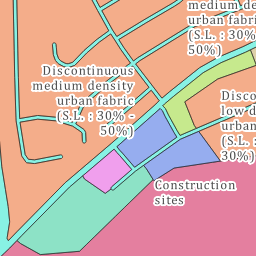 medium de
urban fabri
(S.L. : 30%
50%)
Discontinuous
medium density
urban fabric
(S.L. : 30% -
50%)
Disco
low d
urban
(S.L. :
30%)
Construction
sites